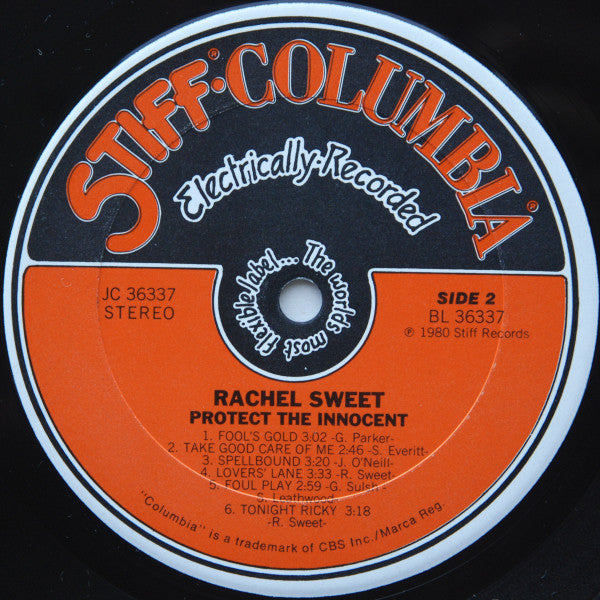 STIFF·COLUMBIA
Electrically-Recorded
The worlds most flexible label...
JC 36337
STEREO
SIDE 2
BL 36337
℗ 1980 Stiff Records
RACHEL SWEET
PROTECT THE INNOCENT
1. FOOL'S GOLD 3:02 -G. Parker-
2. TAKE GOOD CARE OF ME 2:46 -S. Everitt-
3. SPELLBOUND 3:20 -J. O'Neill-
4. LOVERS' LANE 3:33 -R. Sweet-
5. FOUL PLAY 2:59 -G. Sulsh-
S. Leathwood-
6. TONIGHT RICKY 3:18
-R. Sweet-
"Columbia" is a trademark of CBS Inc./Marca Reg.